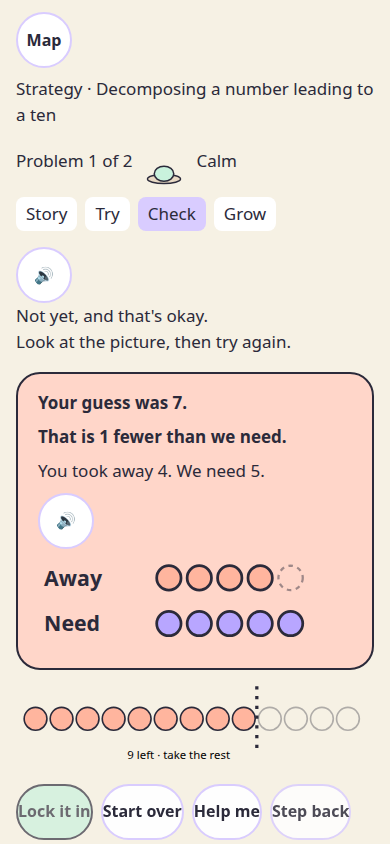 Map
Strategy · Decomposing a number leading to
a ten
Problem 1 of 2
Calm
Story
Try
Check
Grow
Not yet, and that's okay.
Look at the picture, then try again.
Your guess was 7.
That is 1 fewer than we need.
You took away 4. We need 5.
Away
Need
9 left · take the rest
Lock it in
Start over
Help me
Step back